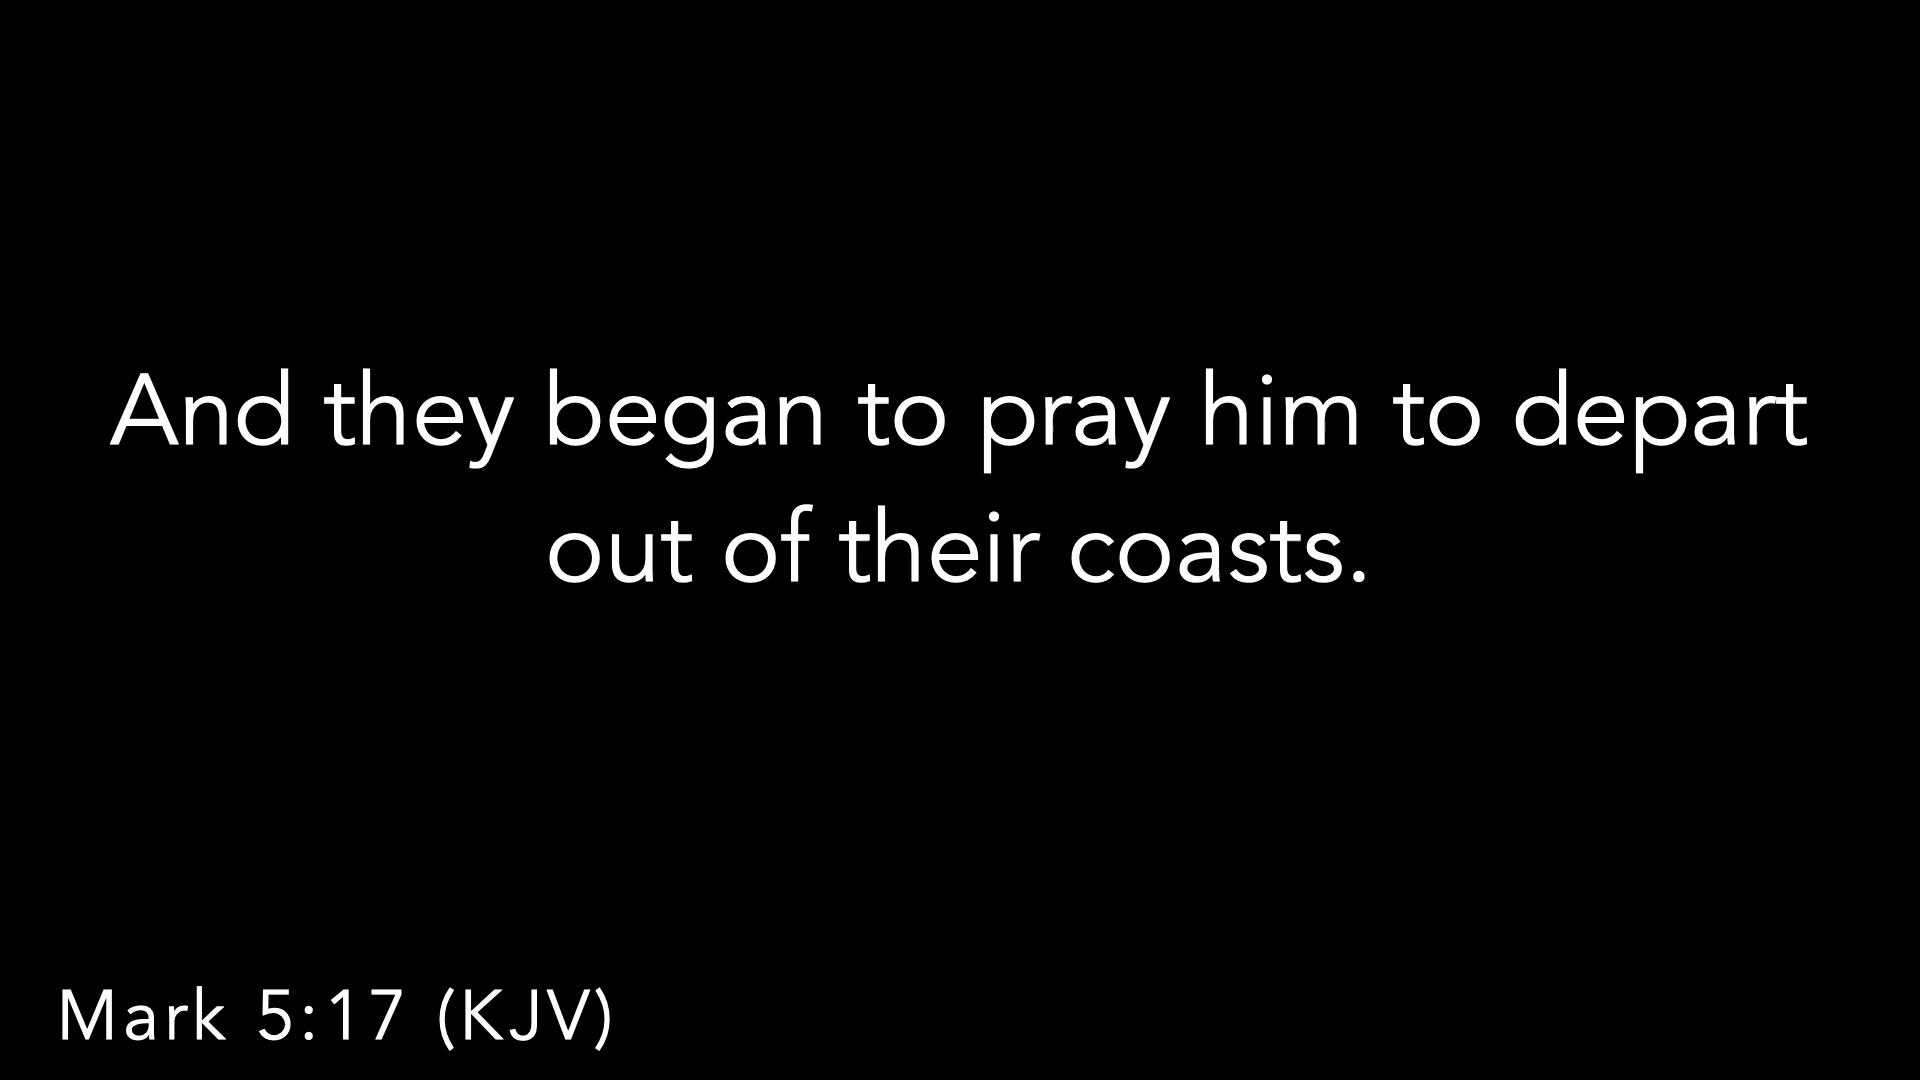 And they began to pray him to depart
out of their coasts.
Mark 5:17 (KJV)